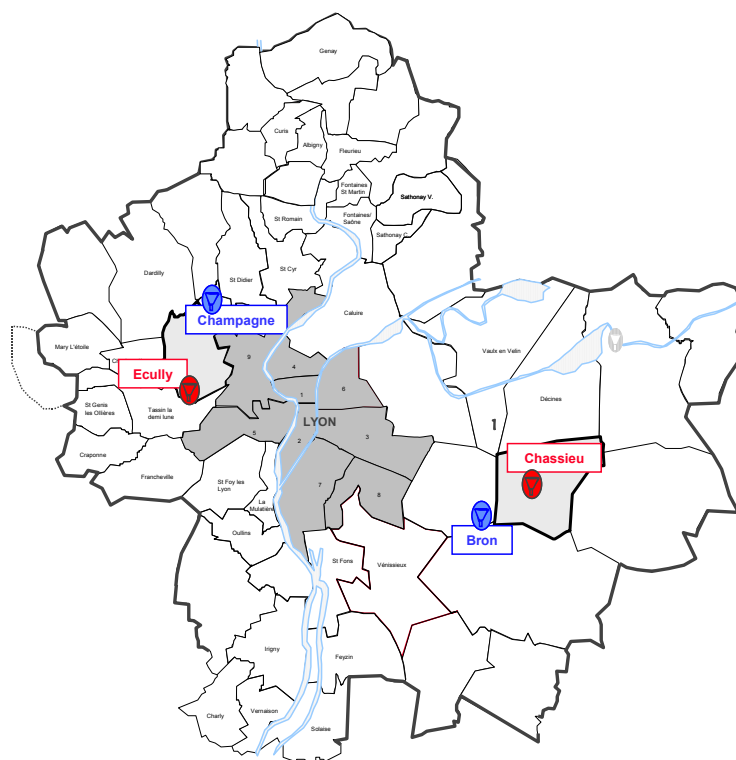 Genay
Curis
Albigny
Fleurieu
Fontaines
St Martin
Sathonay V.
St Romain
Fontaines/
Saône
Sathonay C.
Dardilly
St Didier
St Cyr
Champagne
Caluire
Mary L'étoile
Vaulx en Velin
Ecully
9
4
1
6
Décines
St Genis
les Ollières
Tassin la
demi lune
LYON
1
5
2
3
Chassieu
Craponne
Francheville
St Foy les
Lyon
La
Mulatière
7
8
Oullins
Bron
St Fons
Vénissieux
Irigny
Feyzin
Charly
Vernaison
Solaise